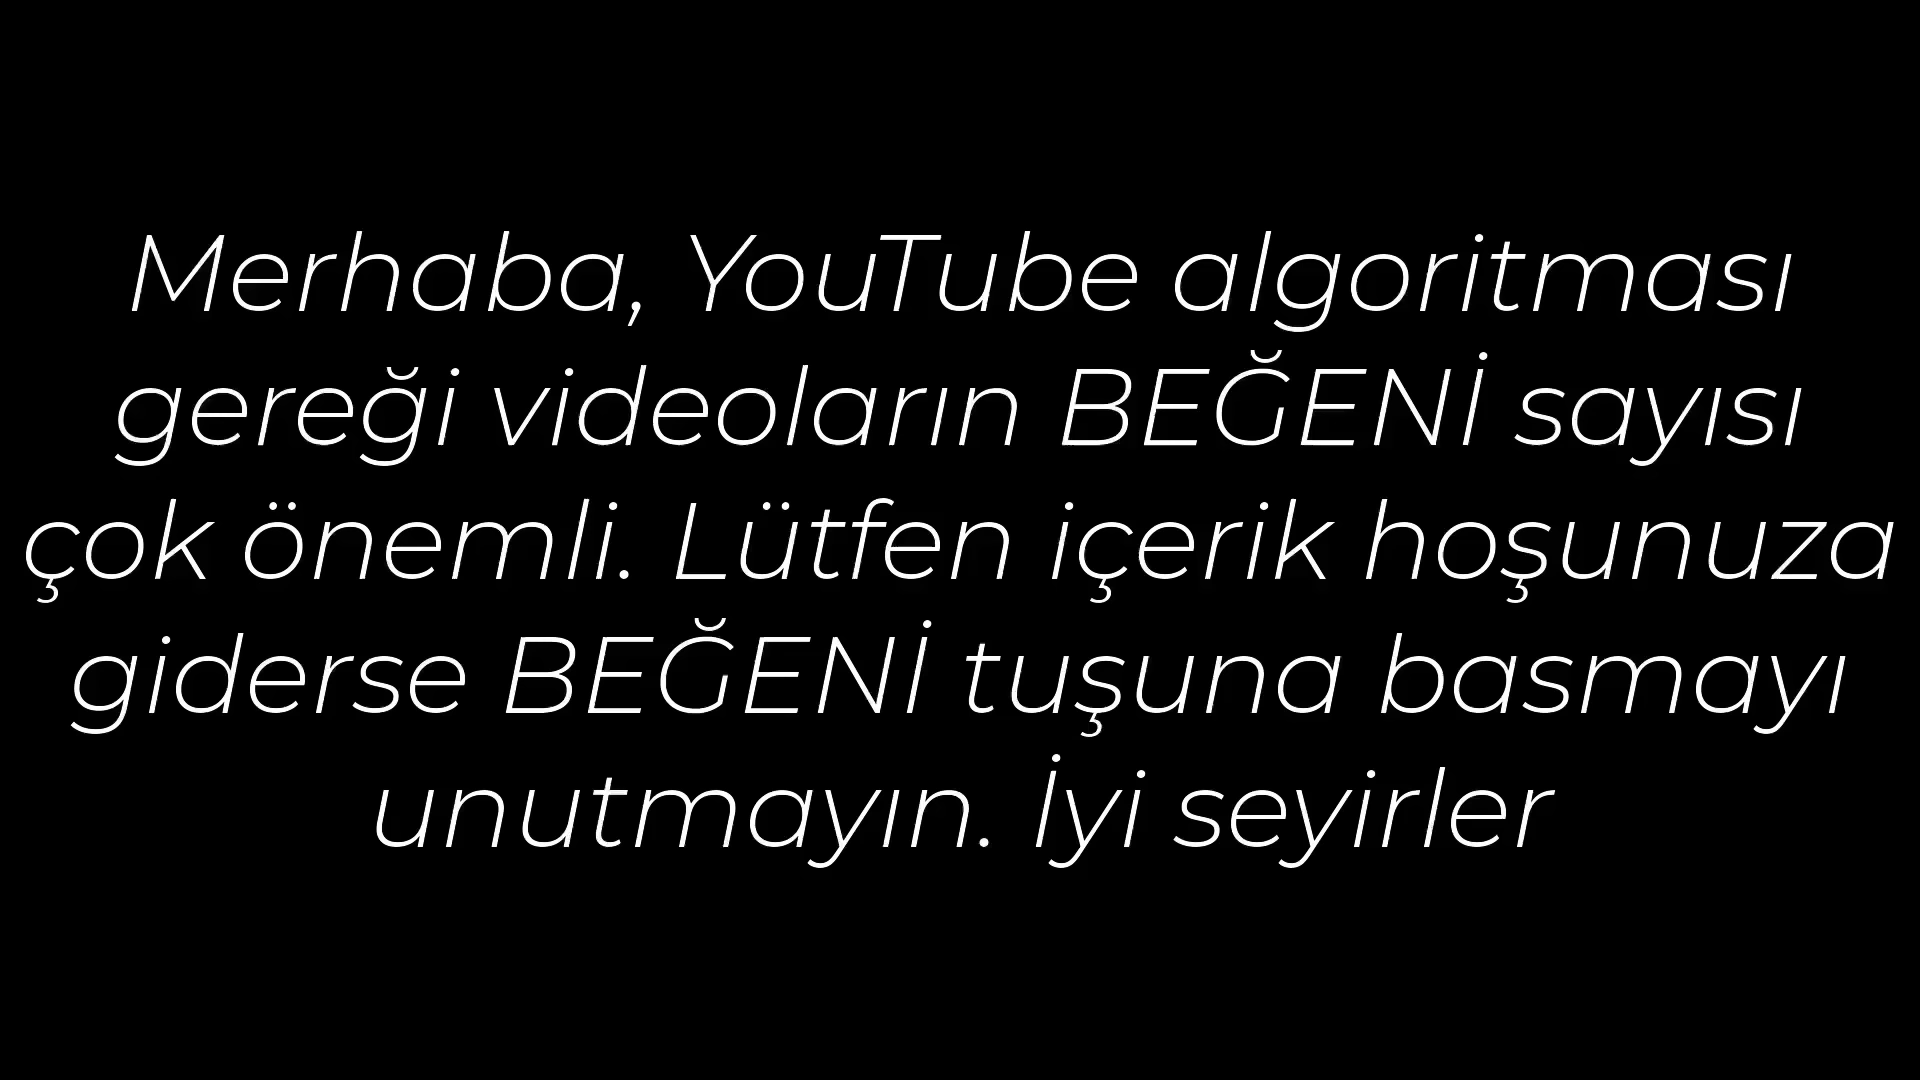 Merhaba, YouTube algoritması
gereği videoların BEĞENİ sayısı
çok önemli. Lütfen içerik hoşunuza
giderse BEĞENİ tuşuna basmayı
unutmayın. İyi seyirler